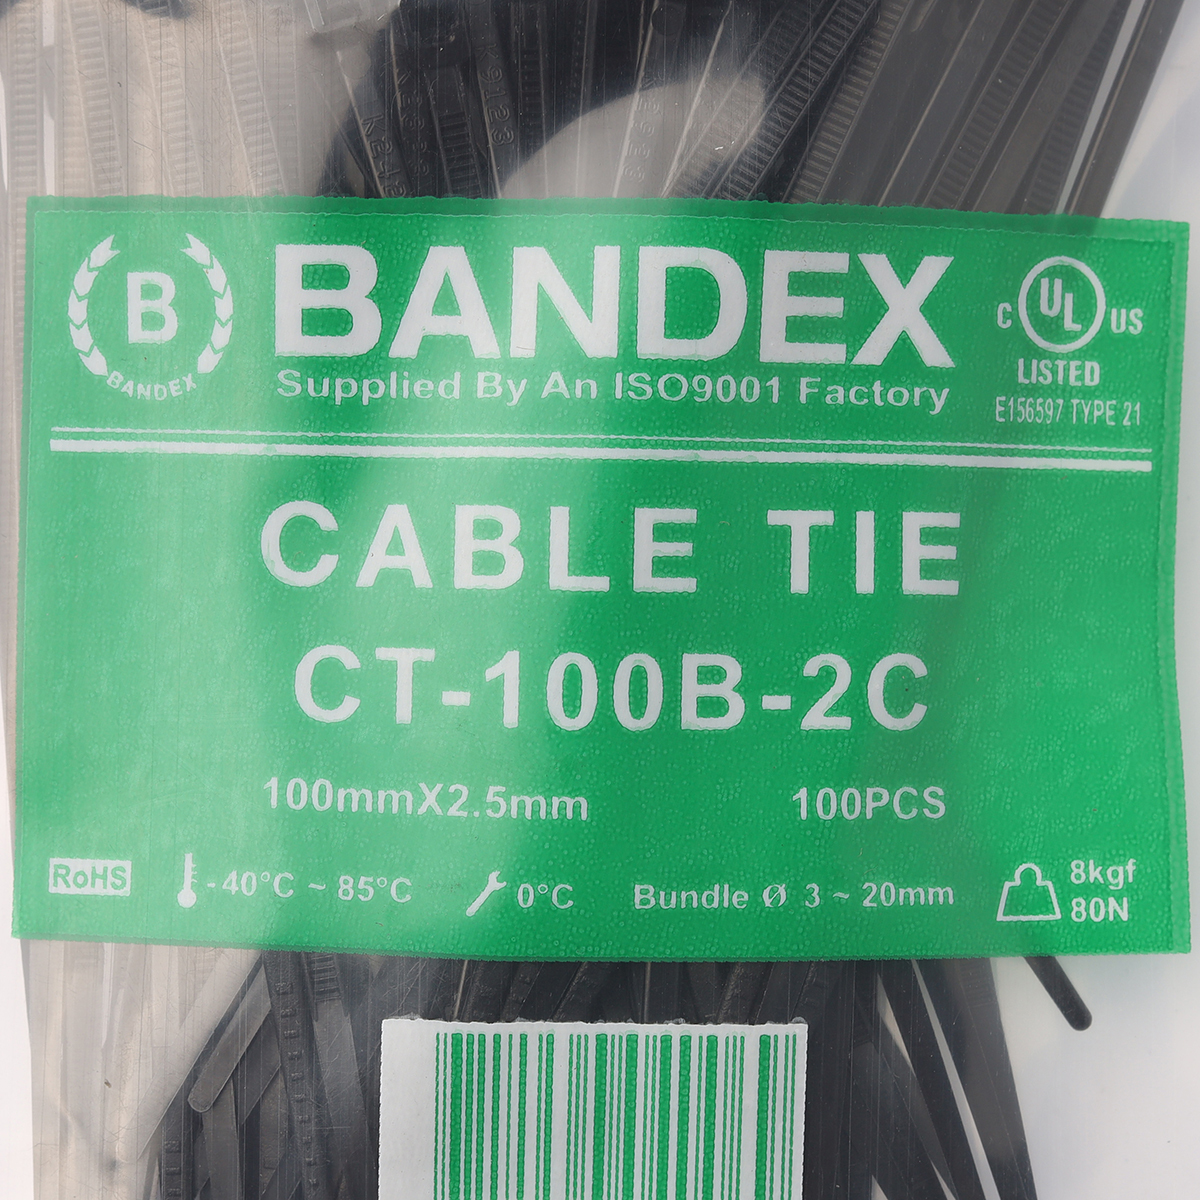 B
BANDEX
BANDEX
Supplied By An ISO9001 Factory
C UL US
LISTED
E156597 TYPE 21
CABLE TIE
CT-100B-2C
100mmX2.5mm 100PCS
RoHS -40°C ~ 85°C 0°C Bundle Ø 3 ~ 20mm 8kgf
80N